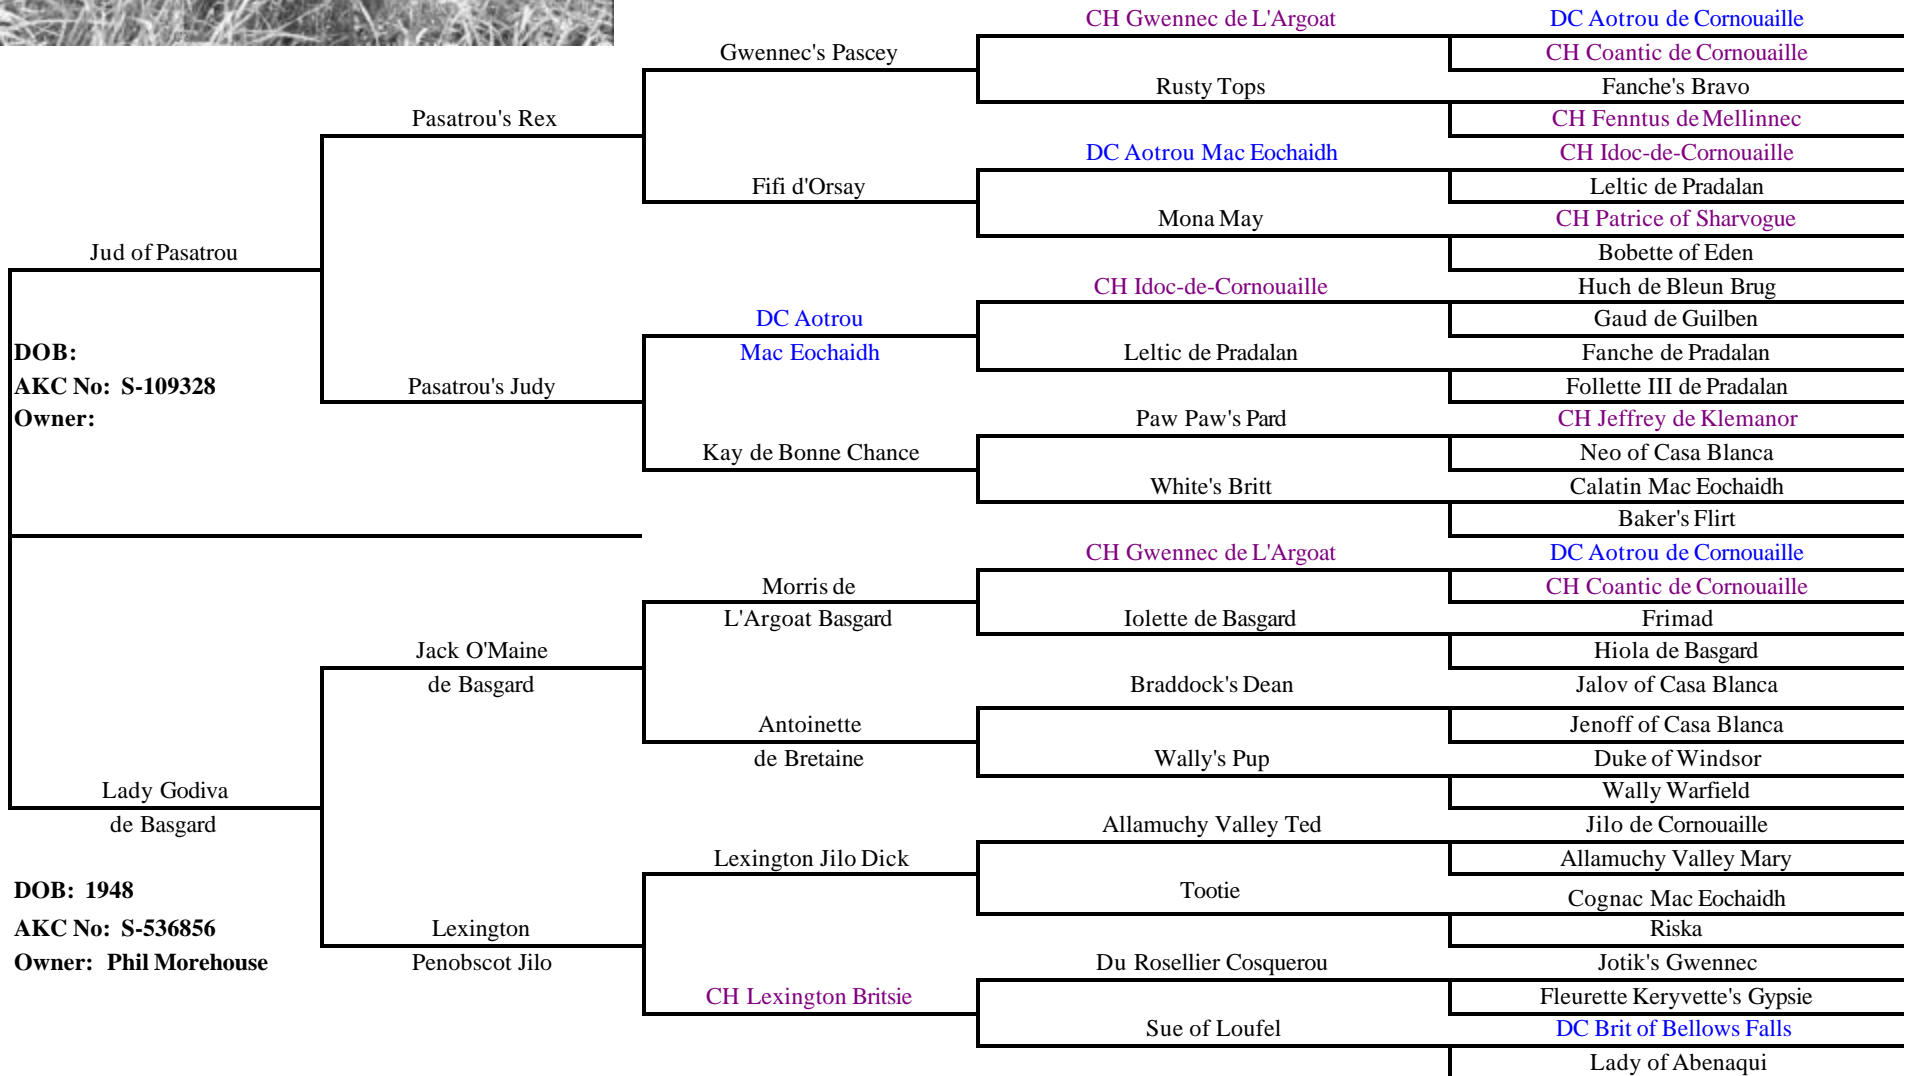 CH Gwennec de L'Argoat DC Aotrou de Cornouaille
Gwennec's Pascey CH Coantic de Cornouaille
Rusty Tops Fanche's Bravo
Pasatrou's Rex CH Fenntus de Mellinnec
DC Aotrou Mac Eochaidh CH Idoc-de-Cornouaille
Fifi d'Orsay Leltic de Pradalan
Mona May CH Patrice of Sharvogue
Jud of Pasatrou Bobette of Eden
CH Idoc-de-Cornouaille Huch de Bleun Brug
DC Aotrou Gaud de Guilben
DOB: Mac Eochaidh Leltic de Pradalan Fanche de Pradalan
AKC No: S-109328 Pasatrou's Judy Follette III de Pradalan
Owner: Paw Paw's Pard CH Jeffrey de Klemanor
Kay de Bonne Chance Neo of Casa Blanca
White's Britt Calatin Mac Eochaidh
Baker's Flirt
CH Gwennec de L'Argoat DC Aotrou de Cornouaille
Morris de CH Coantic de Cornouaille
L'Argoat Basgard Iolette de Basgard Frimad
Jack O'Maine Hiola de Basgard
de Basgard Braddock's Dean Jalov of Casa Blanca
Antoinette Jenoff of Casa Blanca
de Bretaine Wally's Pup Duke of Windsor
Lady Godiva Wally Warfield
de Basgard Allamuchy Valley Ted Jilo de Cornouaille
Lexington Jilo Dick Allamuchy Valley Mary
DOB: 1948 Tootie Cognac Mac Eochaidh
AKC No: S-536856 Lexington Riska
Owner: Phil Morehouse Penobscot Jilo Du Rosellier Cosquerou Jotik's Gwennec
CH Lexington Britsie Fleurette Keryvette's Gypsie
Sue of Loufel DC Brit of Bellows Falls
Lady of Abenaqui